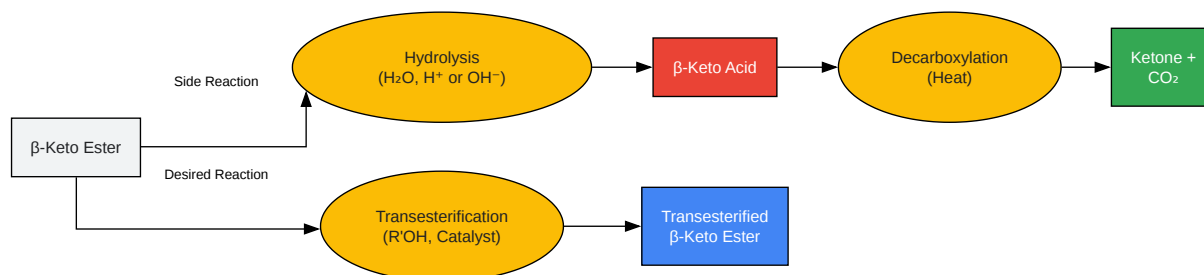 Side Reaction
Hydrolysis
(H₂O, H⁺ or OH⁻)
β-Keto Acid
Decarboxylation
(Heat)
Ketone +
CO₂
β-Keto Ester
Desired Reaction
Transesterification
(R'OH, Catalyst)
Transesterified
β-Keto Ester